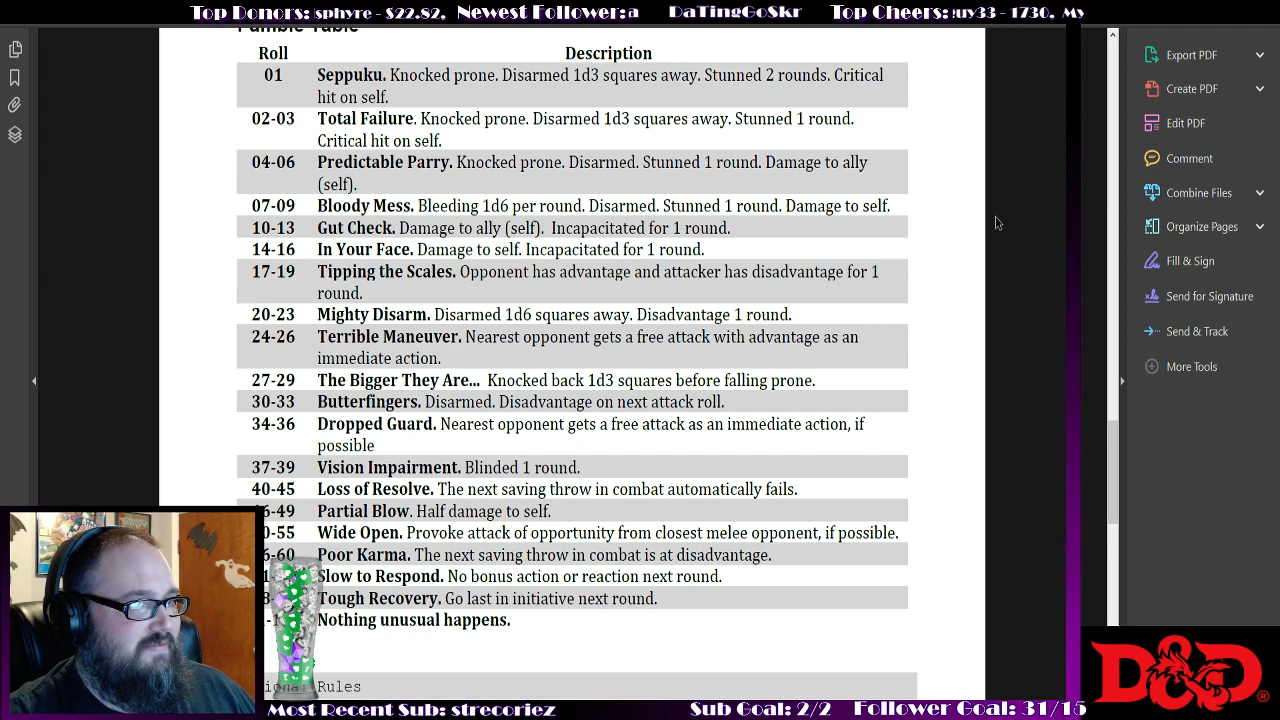 Top Donors: sphyre - $22.82, Newest Follower: a DaTingGoSkr Top Cheers: uy33 - 1730, My
Fumble Table
Roll Description
01 Seppuku. Knocked prone. Disarmed 1d3 squares away. Stunned 2 rounds. Critical
hit on self.
02-03 Total Failure. Knocked prone. Disarmed 1d3 squares away. Stunned 1 round.
Critical hit on self.
04-06 Predictable Parry. Knocked prone. Disarmed. Stunned 1 round. Damage to ally
(self).
07-09 Bloody Mess. Bleeding 1d6 per round. Disarmed. Stunned 1 round. Damage to self.
10-13 Gut Check. Damage to ally (self). Incapacitated for 1 round.
14-16 In Your Face. Damage to self. Incapacitated for 1 round.
17-19 Tipping the Scales. Opponent has advantage and attacker has disadvantage for 1
round.
20-23 Mighty Disarm. Disarmed 1d6 squares away. Disadvantage 1 round.
24-26 Terrible Maneuver. Nearest opponent gets a free attack with advantage as an
immediate action.
27-29 The Bigger They Are... Knocked back 1d3 squares before falling prone.
30-33 Butterfingers. Disarmed. Disadvantage on next attack roll.
34-36 Dropped Guard. Nearest opponent gets a free attack as an immediate action, if
possible
37-39 Vision Impairment. Blinded 1 round.
40-45 Loss of Resolve. The next saving throw in combat automatically fails.
6-49 Partial Blow. Half damage to self.
0-55 Wide Open. Provoke attack of opportunity from closest melee opponent, if possible.
6-60 Poor Karma. The next saving throw in combat is at disadvantage.
Slow to Respond. No bonus action or reaction next round.
Tough Recovery. Go last in initiative next round.
Nothing unusual happens.
ional Rules
Export PDF
Create PDF
Edit PDF
Comment
Combine Files
Organize Pages
Fill & Sign
Send for Signature
Send & Track
More Tools
D&D
Most Recent Sub: strecoriez Sub Goal: 2/2 Follower Goal: 31/15